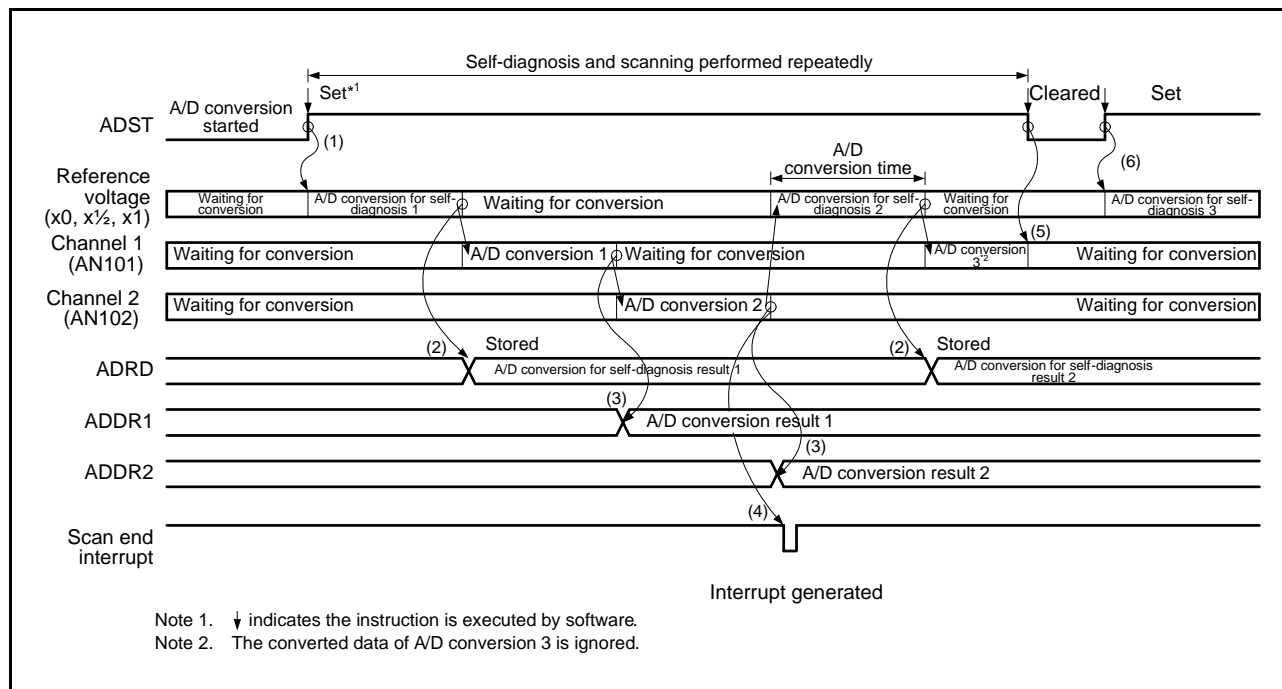 Self-diagnosis and scanning performed repeatedly
A/D conversion
started
Set*1
Cleared
Set
ADST
(1)
A/D
conversion time
(6)
Reference
voltage
(x0, x½, x1)
Waiting for
conversion
A/D conversion for self-
diagnosis 1
Waiting for conversion
A/D conversion for self-
diagnosis 2
Waiting for
conversion
A/D conversion for self-
diagnosis 3
(5)
Channel 1
(AN101)
Waiting for conversion
A/D conversion 1
Waiting for conversion
A/D conversion
3*2
Waiting for conversion
Channel 2
(AN102)
Waiting for conversion
A/D conversion 2
Waiting for conversion
(2)
Stored
(2)
Stored
ADRD
A/D conversion for self-diagnosis result 1
A/D conversion for self-diagnosis
result 2
(3)
ADDR1
A/D conversion result 1
(3)
ADDR2
A/D conversion result 2
(4)
Scan end
interrupt
Interrupt generated
Note 1. ↓ indicates the instruction is executed by software.
Note 2. The converted data of A/D conversion 3 is ignored.